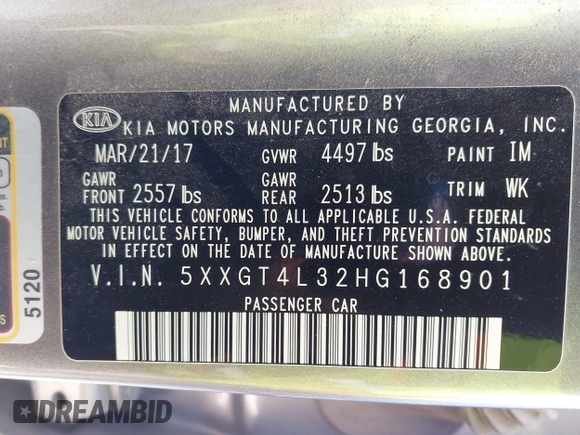 MANUFACTURED BY
KIA KIA MOTORS MANUFACTURING GEORGIA, INC.
MAR/21/17 GVWR 4497 lbs PAINT IM
GAWR FRONT 2557 lbs GAWR REAR 2513 lbs TRIM WK
THIS VEHICLE CONFORMS TO ALL APPLICABLE U.S.A. FEDERAL
MOTOR VEHICLE SAFETY, BUMPER, AND THEFT PREVENTION STANDARDS
IN EFFECT ON THE DATE OF MANUFACTURE SHOWN ABOVE.
V.I.N. 5XXGT4L32HG168901
PASSENGER CAR
5120
DREAMBID